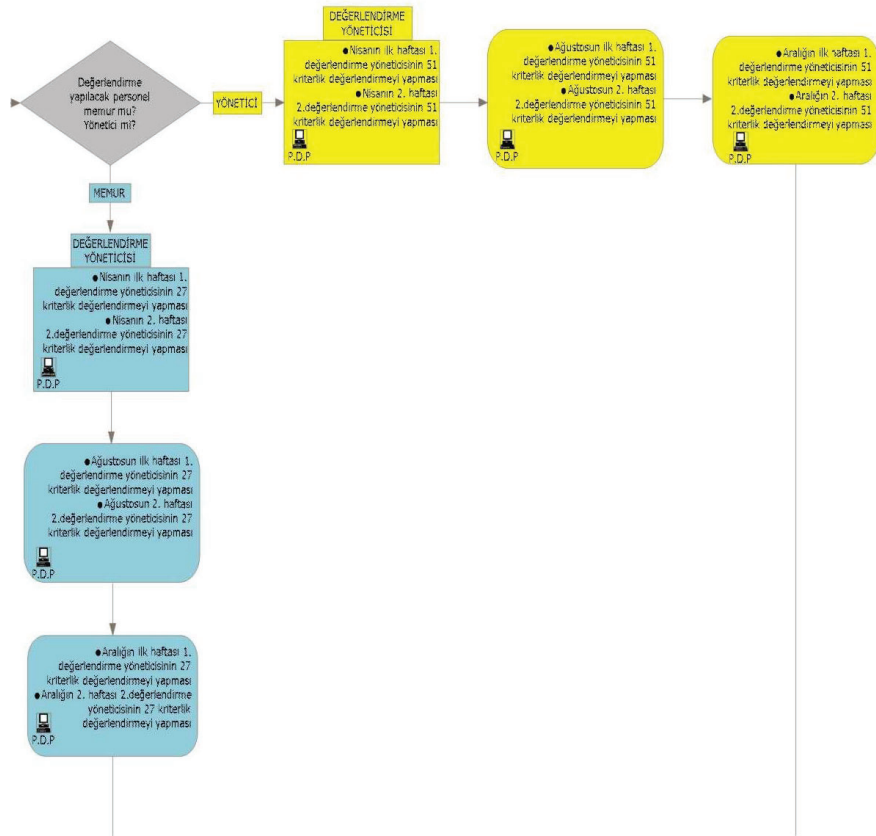 Değerlendirme
yapılacak personel
memur mu?
Yönetici mi?
YÖNETİCİ
DEĞERLENDİRME
YÖNETİCİSİ
●Nisanın ilk haftası 1.
değerlendirme yöneticisinin 51
kriterlik değerlendirmeyi yapması
●Nisanın 2. haftası
2.değerlendirme yöneticisinin 51
kriterlik değerlendirmeyi yapması
P.D.P
●Ağustosun ilk haftası 1.
değerlendirme yöneticisinin 51
kriterlik değerlendirmeyi yapması
●Ağustosun 2. haftası
2.değerlendirme yöneticisinin 51
kriterlik değerlendirmeyi yapması
P.D.P
●Aralığın ilk haftası 1.
değerlendirme yöneticisinin 51
kriterlik değerlendirmeyi yapması
●Aralığın 2. haftası
2.değerlendirme yöneticisinin 51
kriterlik değerlendirmeyi yapması
P.D.P
MEMUR
DEĞERLENDİRME
YÖNETİCİSİ
●Nisanın ilk haftası 1.
değerlendirme yöneticisinin 27
kriterlik değerlendirmeyi yapması
●Nisanın 2. haftası
2.değerlendirme yöneticisinin 27
kriterlik değerlendirmeyi yapması
P.D.P
●Ağustosun ilk haftası 1.
değerlendirme yöneticisinin 27
kriterlik değerlendirmeyi yapması
●Ağustosun 2. haftası
2.değerlendirme yöneticisinin 27
kriterlik değerlendirmeyi yapması
P.D.P
●Aralığın ilk haftası 1.
değerlendirme yöneticisinin 27
kriterlik değerlendirmeyi yapması
●Aralığın 2. haftası 2.değerlendirme
yöneticisinin 27 kriterlik
değerlendirmeyi yapması
P.D.P